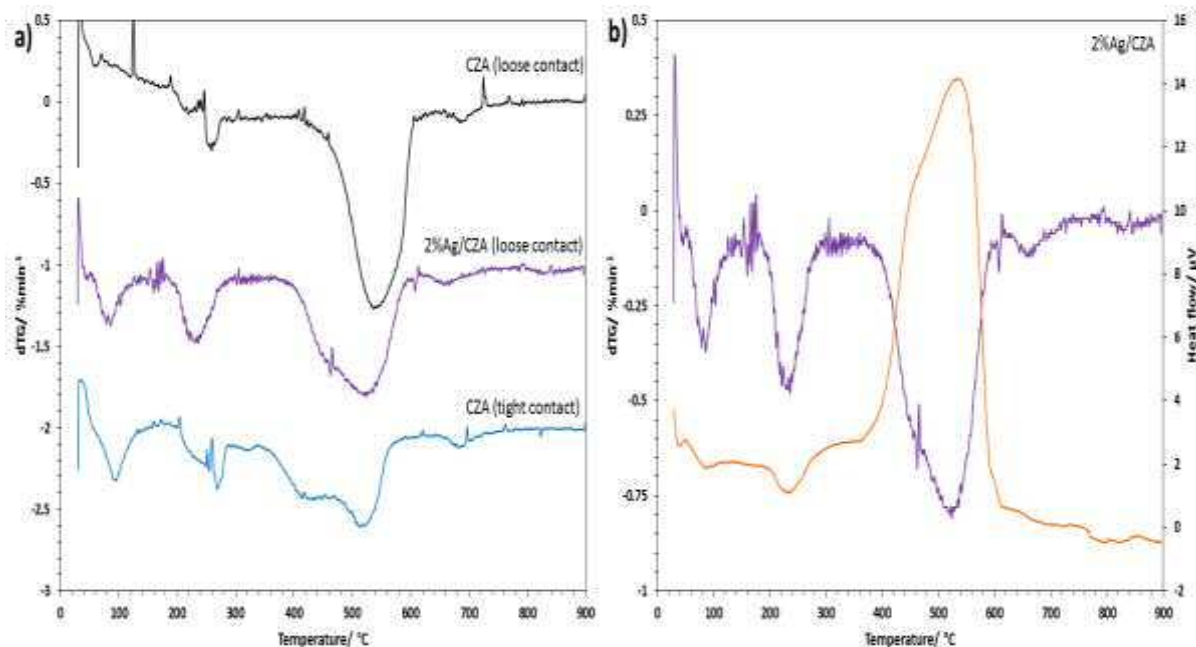 a)
CZA (loose contact)
2%Ag/CZA (loose contact)
CZA (tight contact)
dTG/ %min⁻¹
0.5
0
-0.5
-1
-1.5
-2
-2.5
-3
0 100 200 300 400 500 600 700 800 900
Temperature/ °C
b)
2%Ag/CZA
dTG/ %min⁻¹
0.5
0.25
0
-0.25
-0.5
-0.75
-1
0 100 200 300 400 500 600 700 800 900
Temperature/ °C
16
14
12
10
8
6
4
2
0
-2
Heat flow/ µV